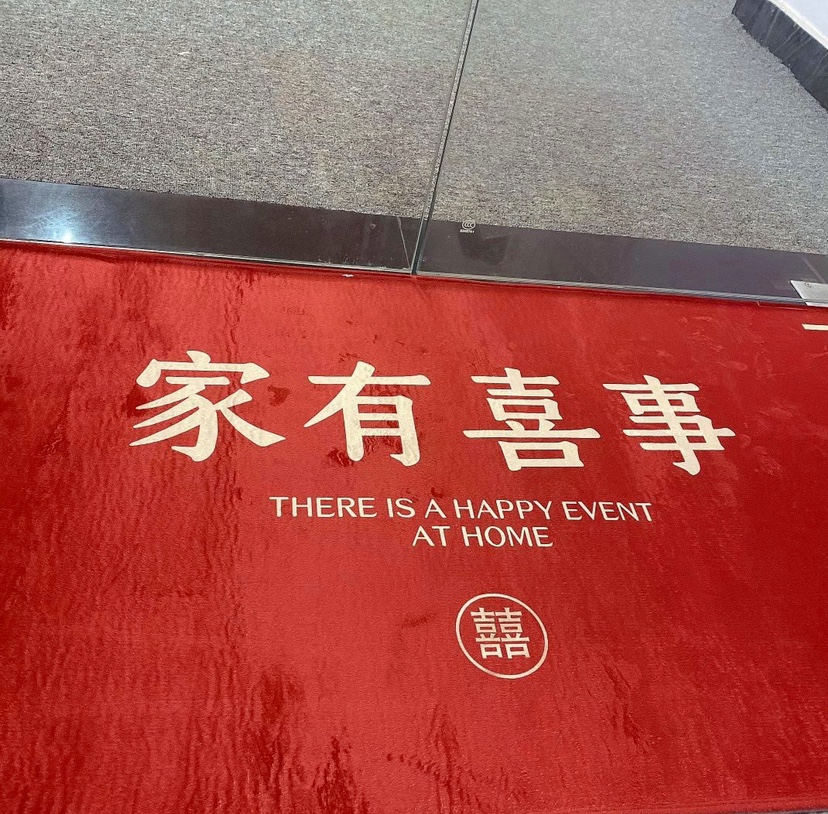 家有喜事
THERE IS A HAPPY EVENT
AT HOME
囍